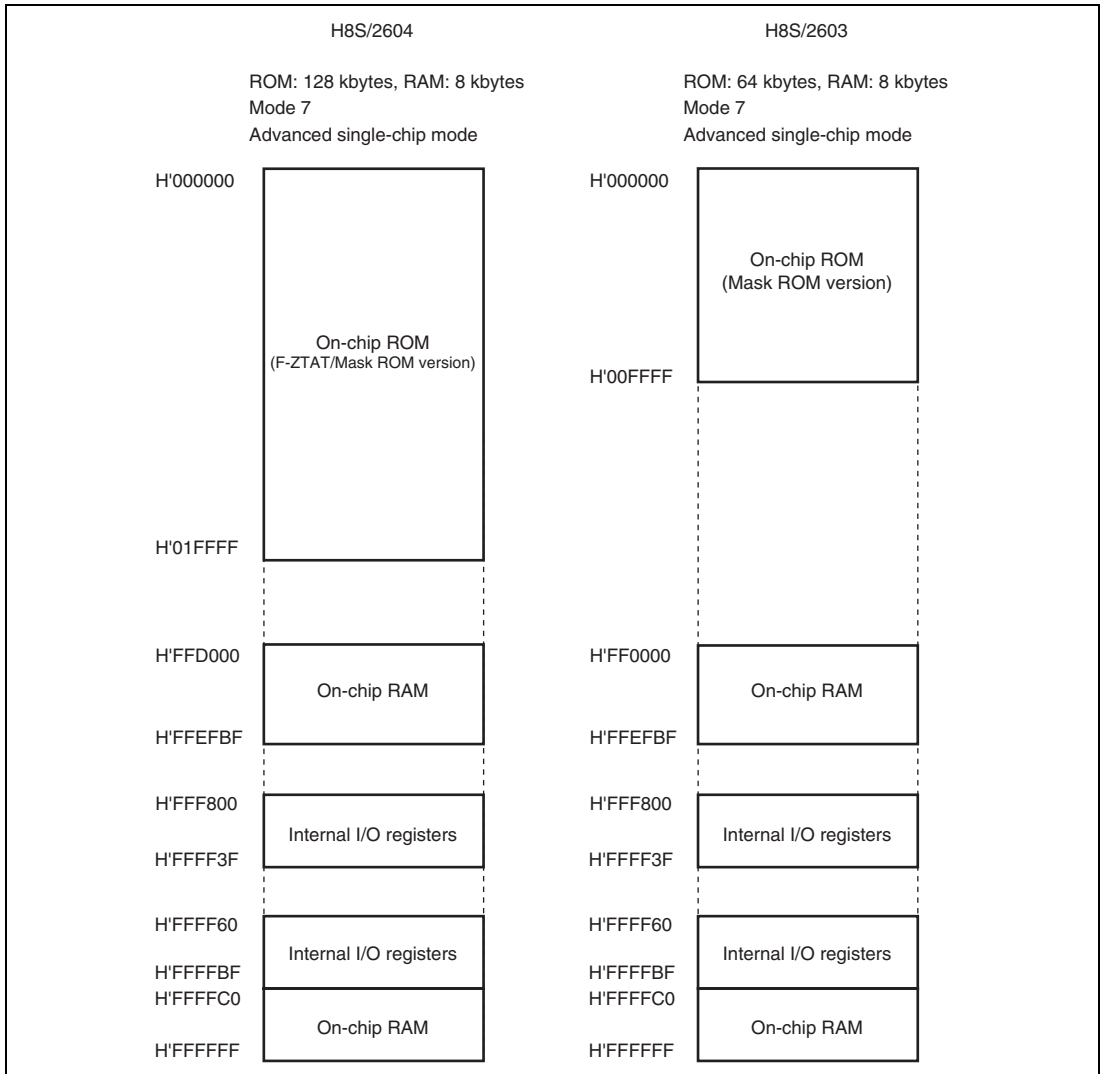 H8S/2604
ROM: 128 kbytes, RAM: 8 kbytes
Mode 7
Advanced single-chip mode
H'000000
On-chip ROM
(F-ZTAT/Mask ROM version)
H'01FFFF
H'FFD000
On-chip RAM
H'FFEFBF
H'FFF800
Internal I/O registers
H'FFFF3F
H'FFFF60
Internal I/O registers
H'FFFFBF
H'FFFFC0
On-chip RAM
H'FFFFFF
H8S/2603
ROM: 64 kbytes, RAM: 8 kbytes
Mode 7
Advanced single-chip mode
H'000000
On-chip ROM
(Mask ROM version)
H'00FFFF
H'FF0000
On-chip RAM
H'FFEFBF
H'FFF800
Internal I/O registers
H'FFFF3F
H'FFFF60
Internal I/O registers
H'FFFFBF
H'FFFFC0
On-chip RAM
H'FFFFFF